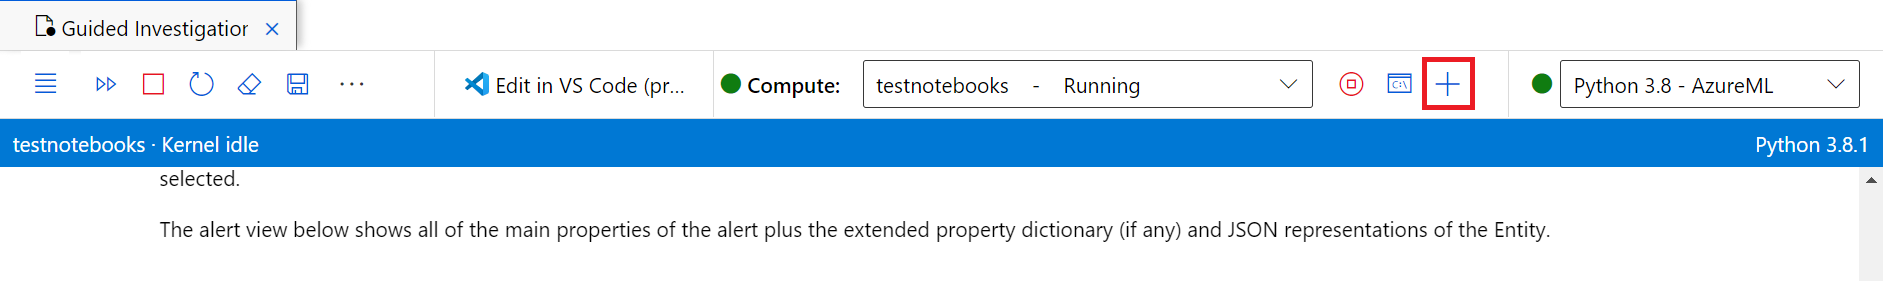 Guided Investigation
Edit in VS Code (pr...
Compute:
testnotebooks - Running
C:\
Python 3.8 - AzureML
testnotebooks · Kernel idle
Python 3.8.1
selected.
The alert view below shows all of the main properties of the alert plus the extended property dictionary (if any) and JSON representations of the Entity.